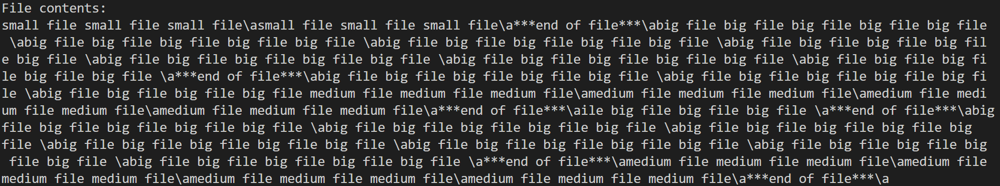 File contents:
small file small file small file\asmall file small file small file\a***end of file***\abig file big file big file big file big file
 \abig file big file big file big file big file \abig file big file big file big file big file \abig file big file big file big fil
e big file \abig file big file big file big file big file \abig file big file big file big file big file \abig file big file big fi
le big file big file \a***end of file***\abig file big file big file big file big file \abig file big file big file big file big fi
le \abig file big file big file big file medium file medium file medium file\amedium file medium file medium file\amedium file medi
um file medium file\amedium file medium file medium file\a***end of file***\aile big file big file big file \a***end of file***\abig
file big file big file big file big file \abig file big file big file big file big file \abig file big file big file big file big
file \abig file big file big file big file big file \abig file big file big file big file big file \abig file big file big file big
 file big file \abig file big file big file big file big file \a***end of file***\amedium file medium file medium file\amedium file
medium file medium file\amedium file medium file medium file\amedium file medium file medium file\a***end of file***\a